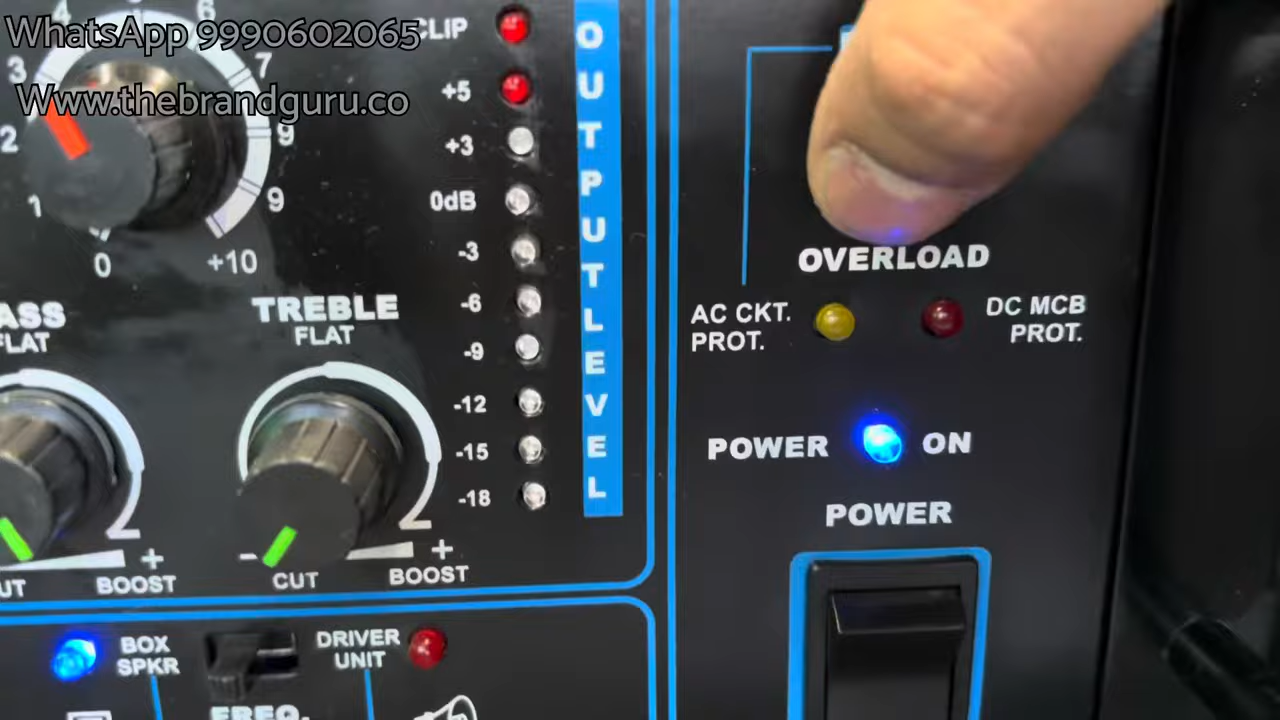 WhatsApp 9990602065
www.thebrandguru.co
4
6
3
7
2
9
1
9
0
+10
CLIP
+5
+3
0dB
-3
-6
-9
-12
-15
-18
OUTPUT LEVEL
ASS
FLAT
TREBLE
FLAT
UT
+
BOOST
-
CUT
+
BOOST
OVERLOAD
AC CKT.
PROT.
DC MCB
PROT.
POWER ON
POWER
BOX
SPKR
DRIVER
UNIT
FREQ.